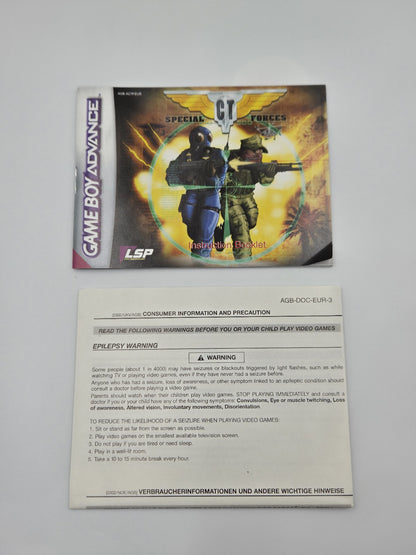 GAME BOY ADVANCE
CT
SPECIAL FORCES
Instruction Booklet
LSP
AGB-DOC-EUR-3
CONSUMER INFORMATION AND PRECAUTION
READ THE FOLLOWING WARNINGS BEFORE YOU OR YOUR CHILD PLAY VIDEO GAMES
EPILEPSY WARNING
WARNING
Some people (about 1 in 4000) may have seizures or blackouts triggered by light flashes, such as while
watching TV or playing video games, even if they have never had a seizure before.
Anyone who has had a seizure, loss of awareness, or other symptom linked to an epileptic condition should
consult a doctor before playing a video game.
Parents should watch when their children play video games. STOP PLAYING IMMEDIATELY and consult a
doctor if you or your child have any of the following symptoms: Convulsions, Eye or muscle twitching, Loss
of awareness, Altered vision, Involuntary movements, Disorientation.
TO REDUCE THE LIKELIHOOD OF A SEIZURE WHEN PLAYING VIDEO GAMES:
1. Sit or stand as far from the screen as possible.
2. Play video games on the smallest available television screen.
3. Do not play if you are tired or need sleep.
4. Play in a well-lit room.
5. Take a 10 to 15 minute break every hour.
VERBRAUCHERINFORMATIONEN UND ANDERE WICHTIGE HINWEISE